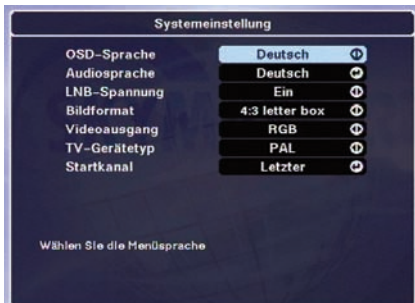 Systemeinstellung
OSD-Sprache Deutsch
Audiosprache Deutsch
LNB-Spannung Ein
Bildformat 4:3 letter box
Videoausgang RGB
TV-Gerätetyp PAL
Startkanal Letzter
Wählen Sie die Menüsprache